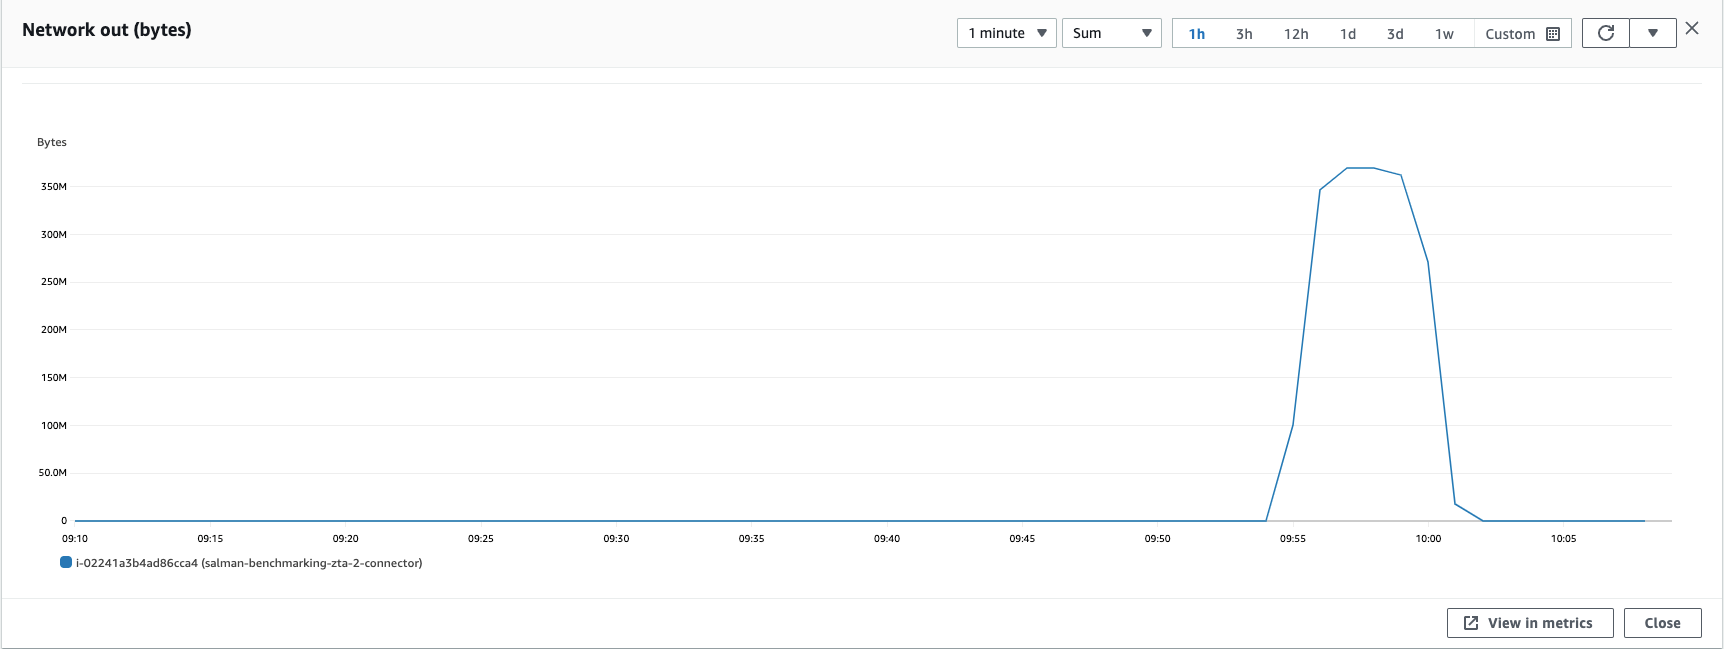 Network out (bytes)
1 minute
Sum
1h 3h 12h 1d 3d 1w Custom
Bytes
350M
300M
250M
200M
150M
100M
50.0M
0
09:10 09:15 09:20 09:25 09:30 09:35 09:40 09:45 09:50 09:55 10:00 10:05
i-02241a3b4ad86cca4 (salman-benchmarking-zta-2-connector)
View in metrics
Close